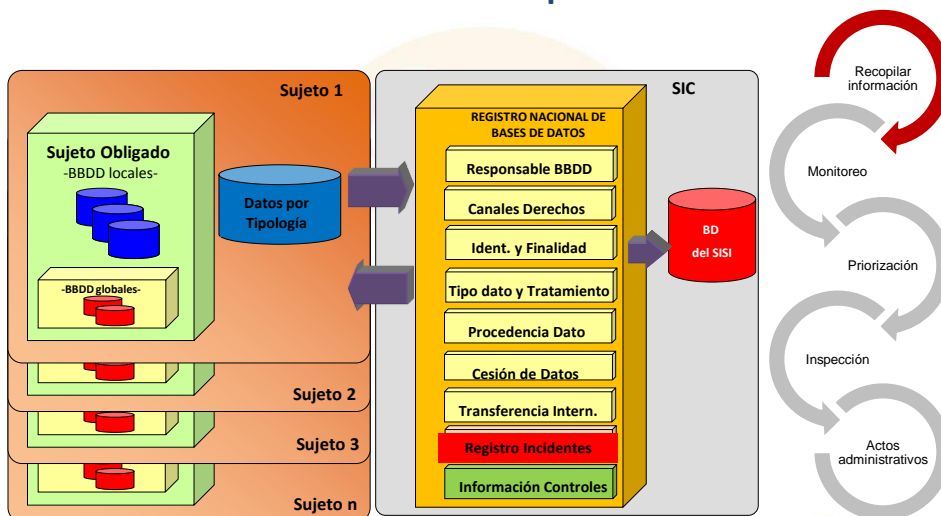 Sujeto 1
Sujeto Obligado
-BBDD locales-
Datos por
Tipología
-BBDD globales-
Sujeto 2
Sujeto 3
Sujeto n
SIC
REGISTRO NACIONAL DE
BASES DE DATOS
Responsable BBDD
Canales Derechos
Ident. y Finalidad
Tipo dato y Tratamiento
Procedencia Dato
Cesión de Datos
Transferencia Intern.
Registro Incidentes
Información Controles
BD
del SISI
Recopilar
información
Monitoreo
Priorización
Inspección
Actos
administrativos